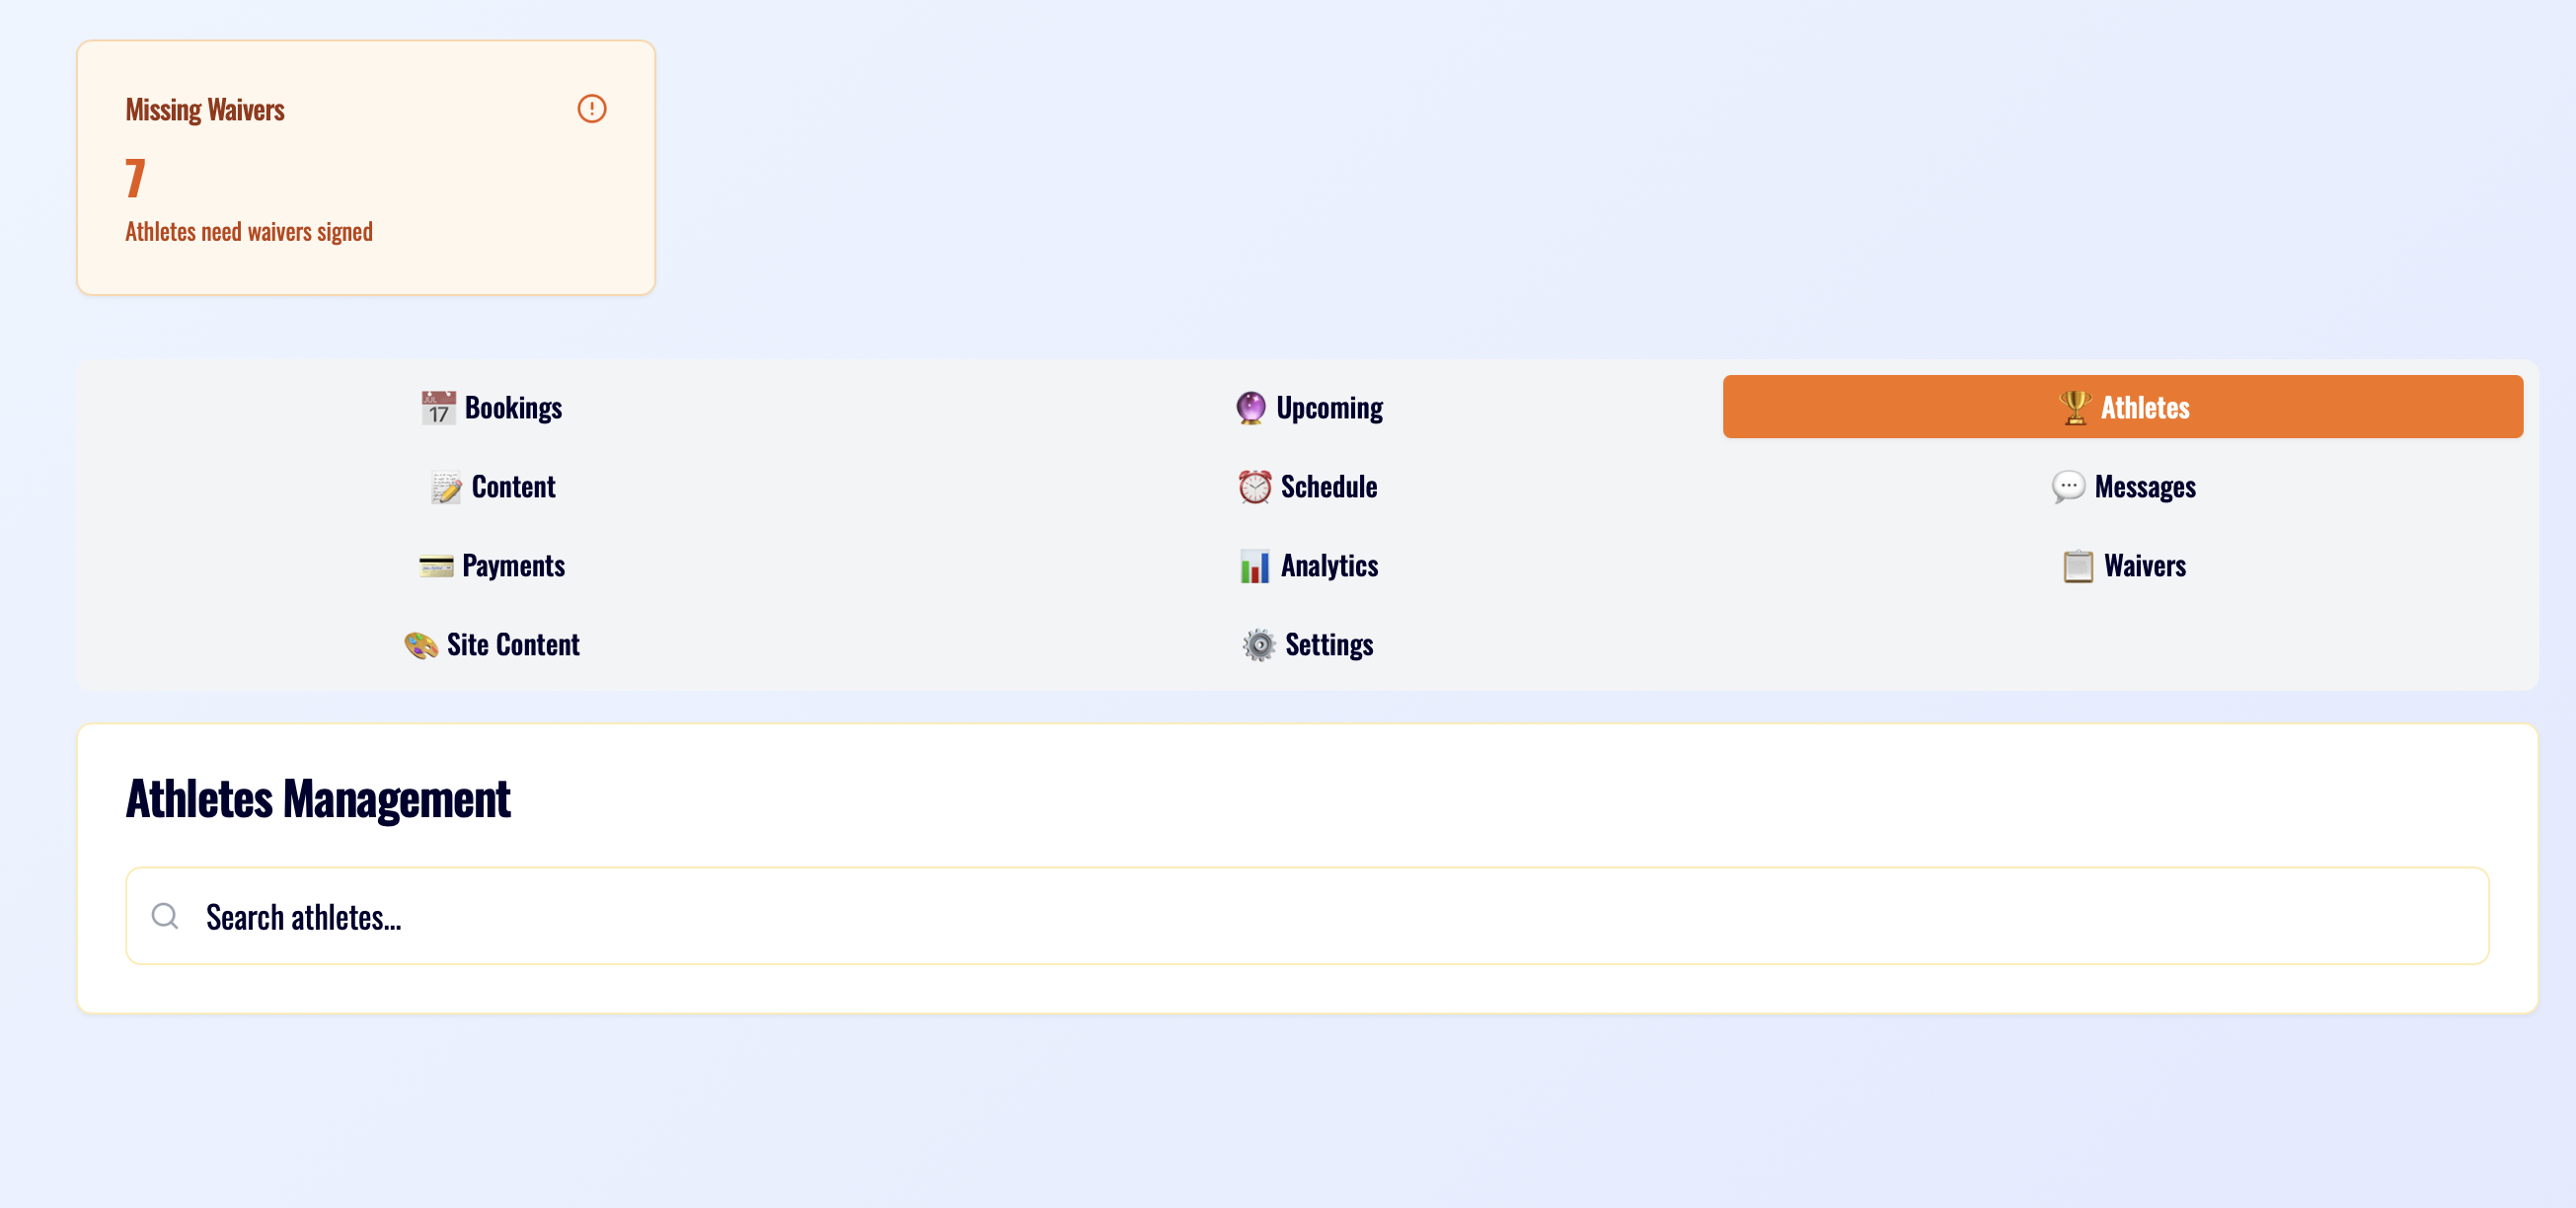 Missing Waivers
7
Athletes need waivers signed
Bookings
Upcoming
Athletes
Content
Schedule
Messages
Payments
Analytics
Waivers
Site Content
Settings
Athletes Management
Search athletes...